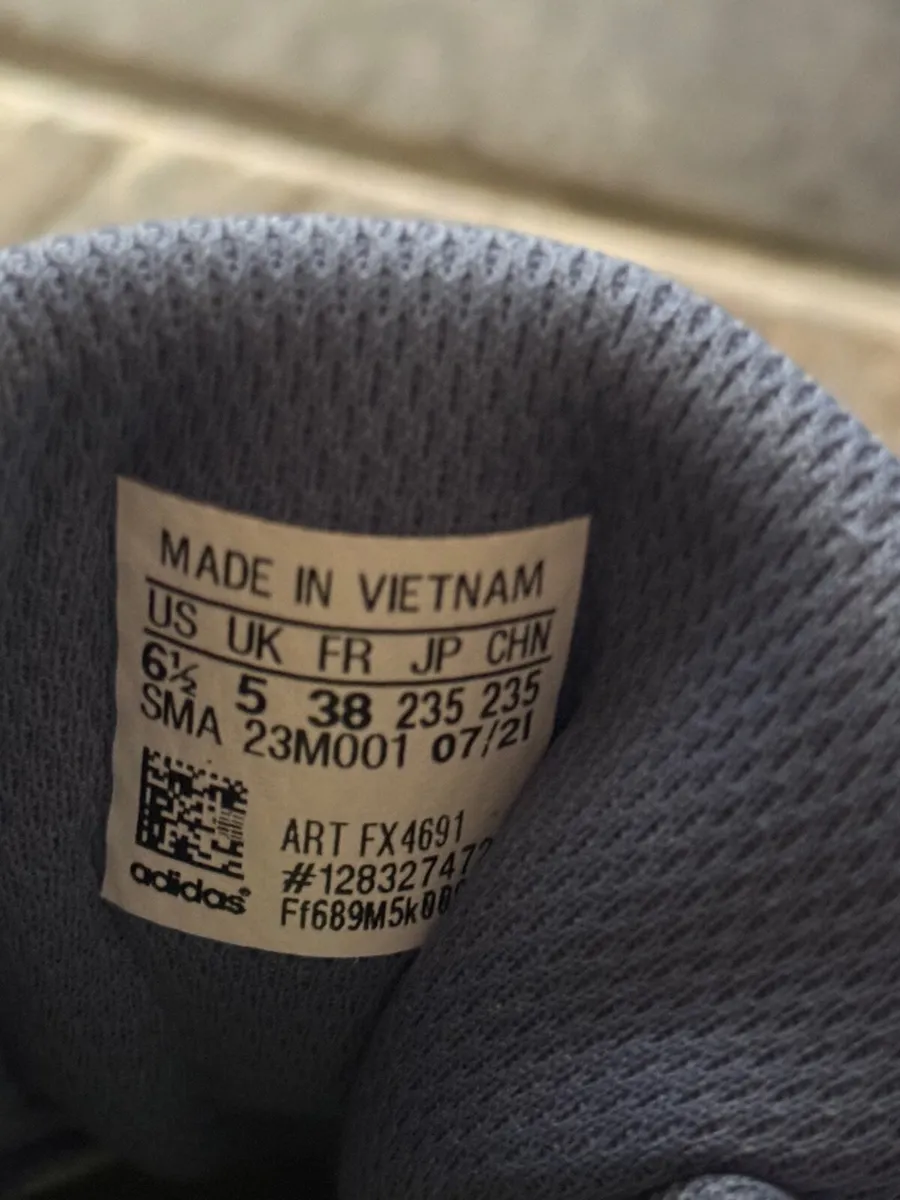 MADE IN VIETNAM
US UK FR JP CHN
6½ 5 38 235 235
SMA 23M001 07/21
ART FX4691
adidas